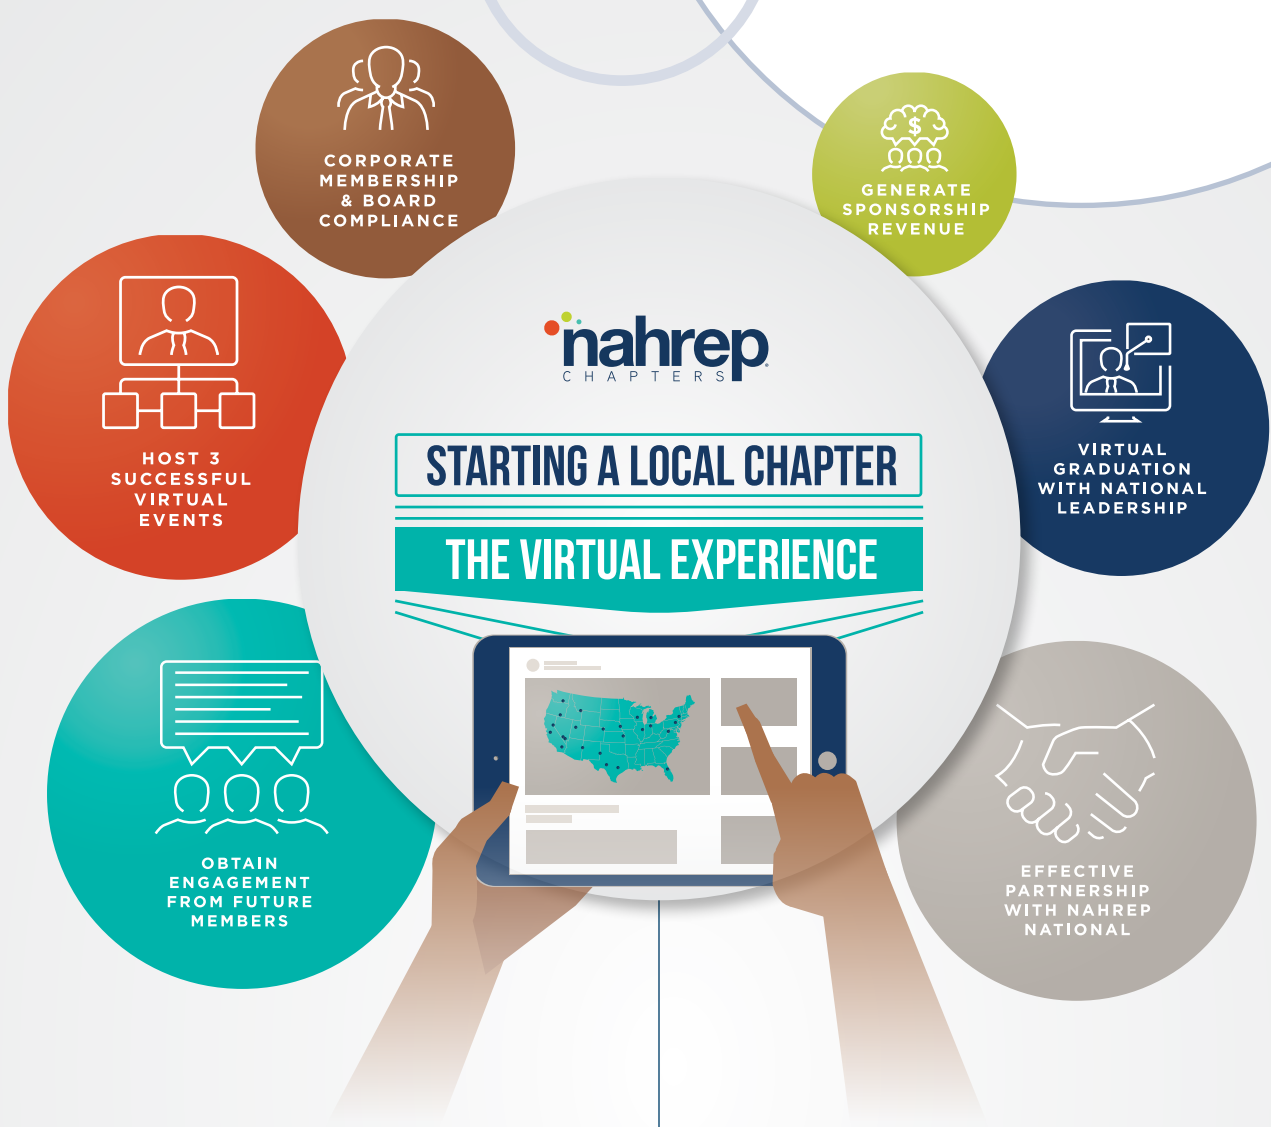 CORPORATE
MEMBERSHIP
& BOARD
COMPLIANCE
$
GENERATE
SPONSORSHIP
REVENUE
HOST 3
SUCCESSFUL
VIRTUAL
EVENTS
nahrep
CHAPTERS
STARTING A LOCAL CHAPTER
THE VIRTUAL EXPERIENCE
VIRTUAL
GRADUATION
WITH NATIONAL
LEADERSHIP
OBTAIN
ENGAGEMENT
FROM FUTURE
MEMBERS
EFFECTIVE
PARTNERSHIP
WITH NAHREP
NATIONAL